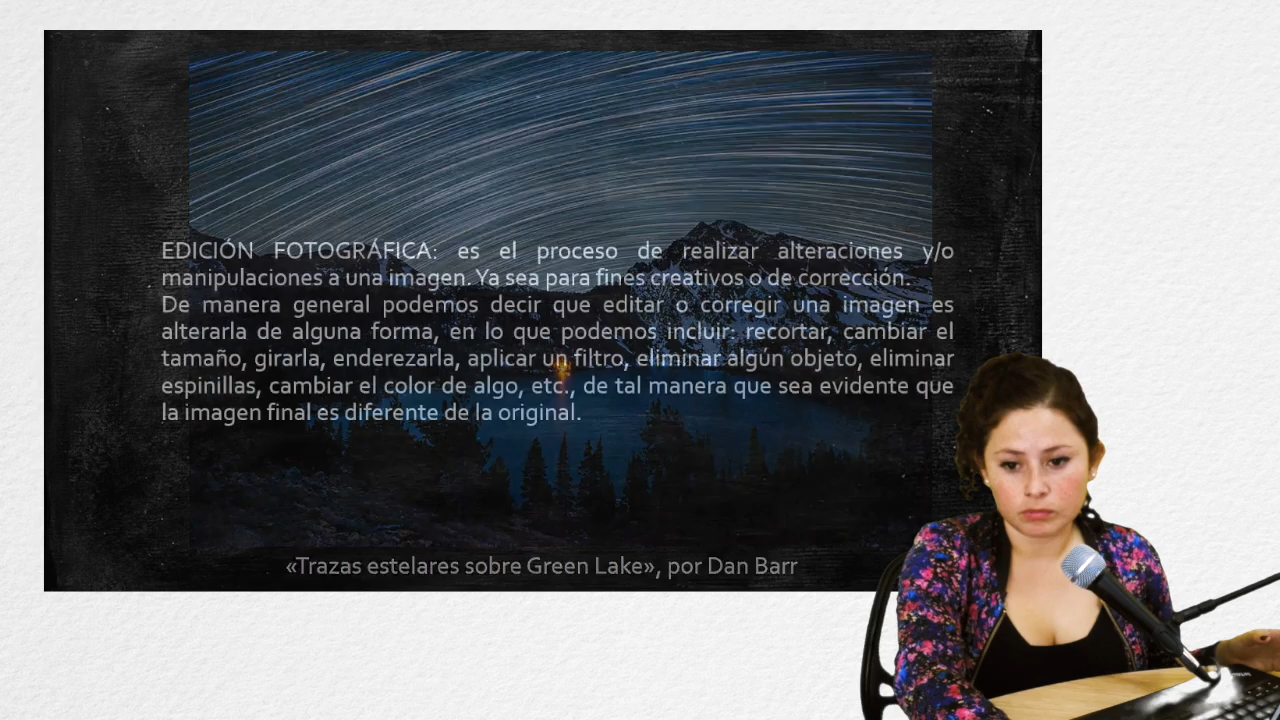 EDICIÓN FOTOGRÁFICA: es el proceso de realizar alteraciones y/o
manipulaciones a una imagen. Ya sea para fines creativos o de corrección.
De manera general podemos decir que editar o corregir una imagen es
alterarla de alguna forma, en lo que podemos incluir: recortar, cambiar el
tamaño, girarla, enderezarla, aplicar un filtro, eliminar algún objeto, eliminar
espinillas, cambiar el color de algo, etc., de tal manera que sea evidente que
la imagen final es diferente de la original.
«Trazas estelares sobre Green Lake», por Dan Barr